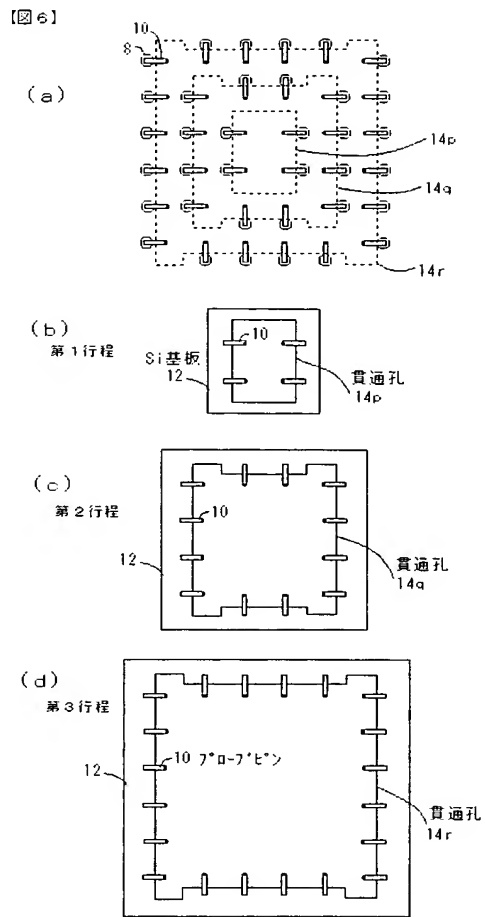 【図６】
10
8
(a)
14p
14q
14r
(b)
第１行程
Si基板
12
10
貫通孔
14p
(c)
第２行程
10
12
貫通孔
14q
(d)
第３行程
12
10 プローブピン
貫通孔
14r